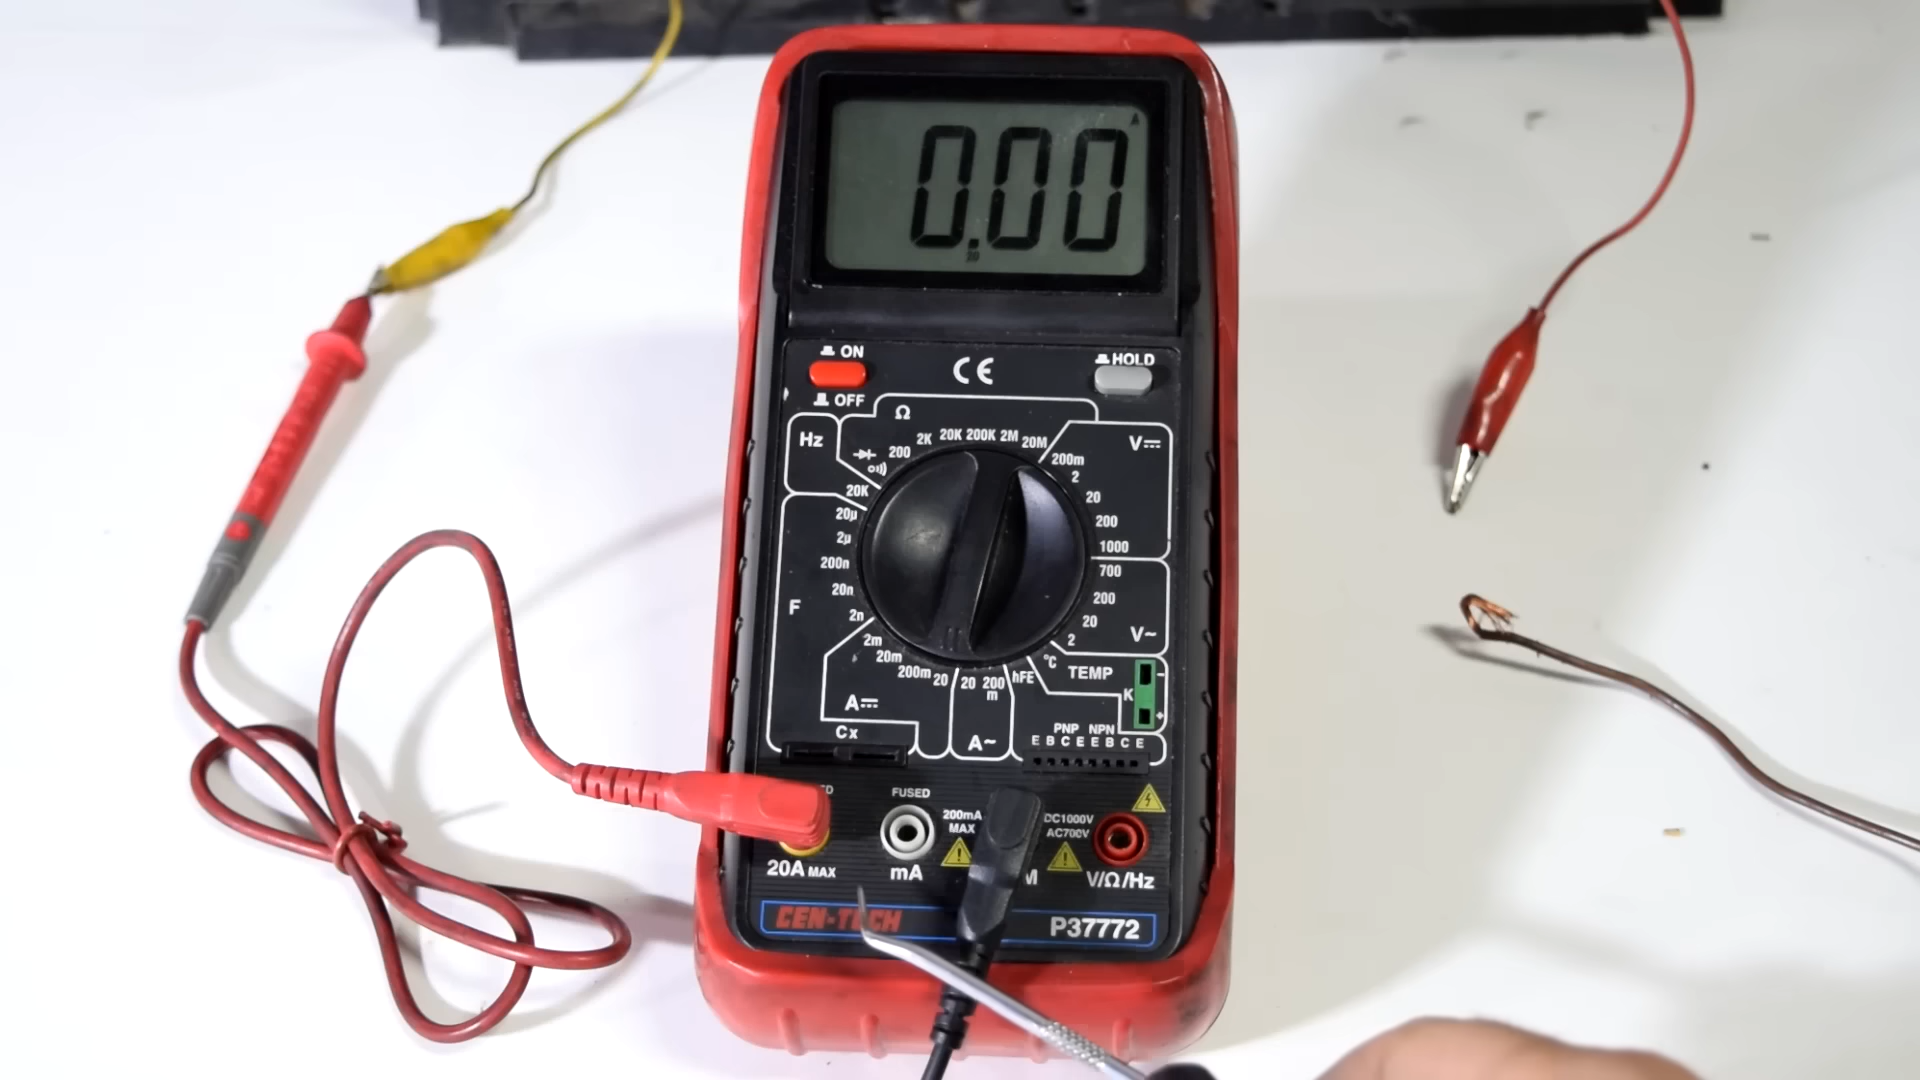 A
0.00
20
ON
CE
HOLD
OFF
Ω
Hz
2K 20K 200K 2M 20M
200
20K
V
200m
2
20
200
1000
20µ
2µ
200n
20n
2n
F
700
200
20
2
V~
2m
20m
200m
20
A
20 200m
A~
hFE
°C
TEMP
K
-
+
Cx
PNP NPN
E B C E E B C E
FUSED
200mA
MAX
DC1000V
AC700V
20A MAX
mA
V/Ω/Hz
CEN-TECH
P37772